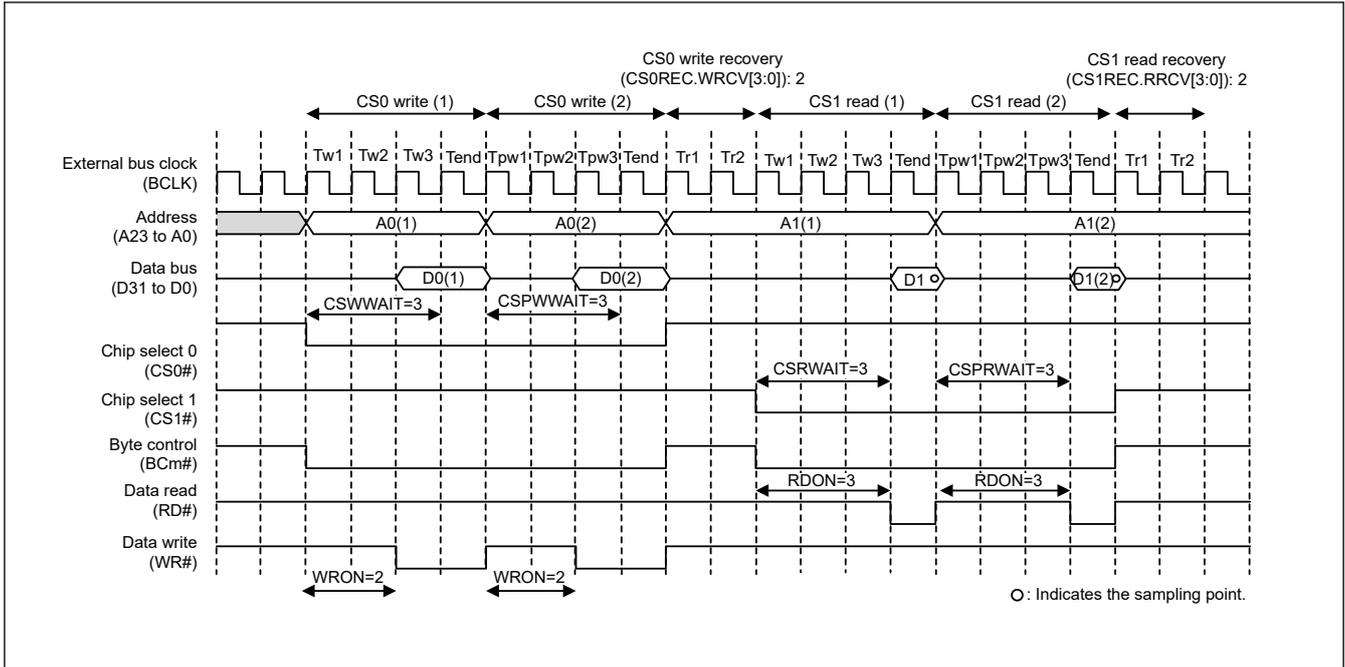 CS0 write recovery
(CS0REC.WRCV[3:0]): 2
CS1 read recovery
(CS1REC.RRCV[3:0]): 2
CS0 write (1)
CS0 write (2)
CS1 read (1)
CS1 read (2)
Tw1 Tw2 Tw3 Tend Tpw1 Tpw2 Tpw3 Tend Tr1 Tr2 Tw1 Tw2 Tw3 Tend Tpw1 Tpw2 Tpw3 Tend Tr1 Tr2
External bus clock
(BCLK)
Address
(A23 to A0)
A0(1) A0(2) A1(1) A1(2)
Data bus
(D31 to D0)
D0(1) D0(2) D1 D1(2)
CSWWAIT=3 CSPWWAIT=3
Chip select 0
(CS0#)
CSRWAIT=3 CSPRWAIT=3
Chip select 1
(CS1#)
Byte control
(BCm#)
RDON=3 RDON=3
Data read
(RD#)
Data write
(WR#)
WRON=2 WRON=2
: Indicates the sampling point.